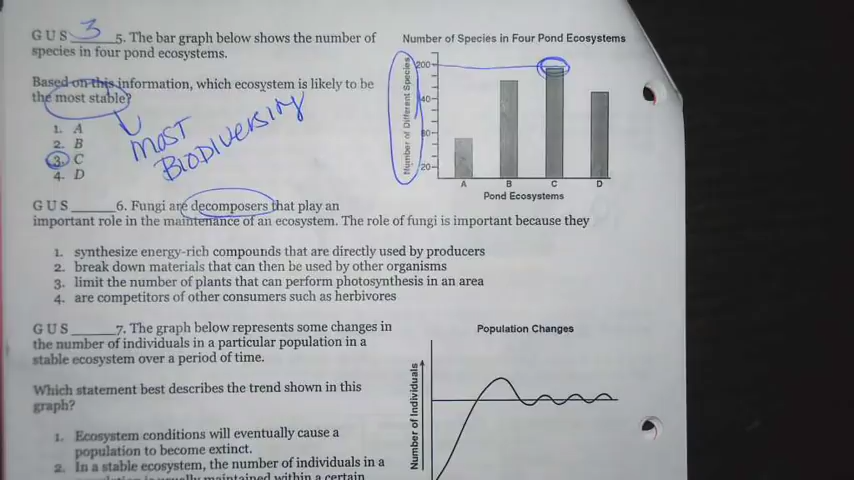 GUS 3 5. The bar graph below shows the number of
species in four pond ecosystems.
Based on this information, which ecosystem is likely to be
the most stable?
MOST
BIODIVERSITY
1. A
2. B
3. C
4. D
Number of Species in Four Pond Ecosystems
Number of Different Species
200
40
80
20
A B C D
Pond Ecosystems
GUS______6. Fungi are decomposers that play an
important role in the maintenance of an ecosystem. The role of fungi is important because they
1. synthesize energy-rich compounds that are directly used by producers
2. break down materials that can then be used by other organisms
3. limit the number of plants that can perform photosynthesis in an area
4. are competitors of other consumers such as herbivores
GUS______7. The graph below represents some changes in
the number of individuals in a particular population in a
stable ecosystem over a period of time.
Which statement best describes the trend shown in this
graph?
1. Ecosystem conditions will eventually cause a
population to become extinct.
2. In a stable ecosystem, the number of individuals in a
population is usually maintained within a certain
Population Changes
Number of Individuals